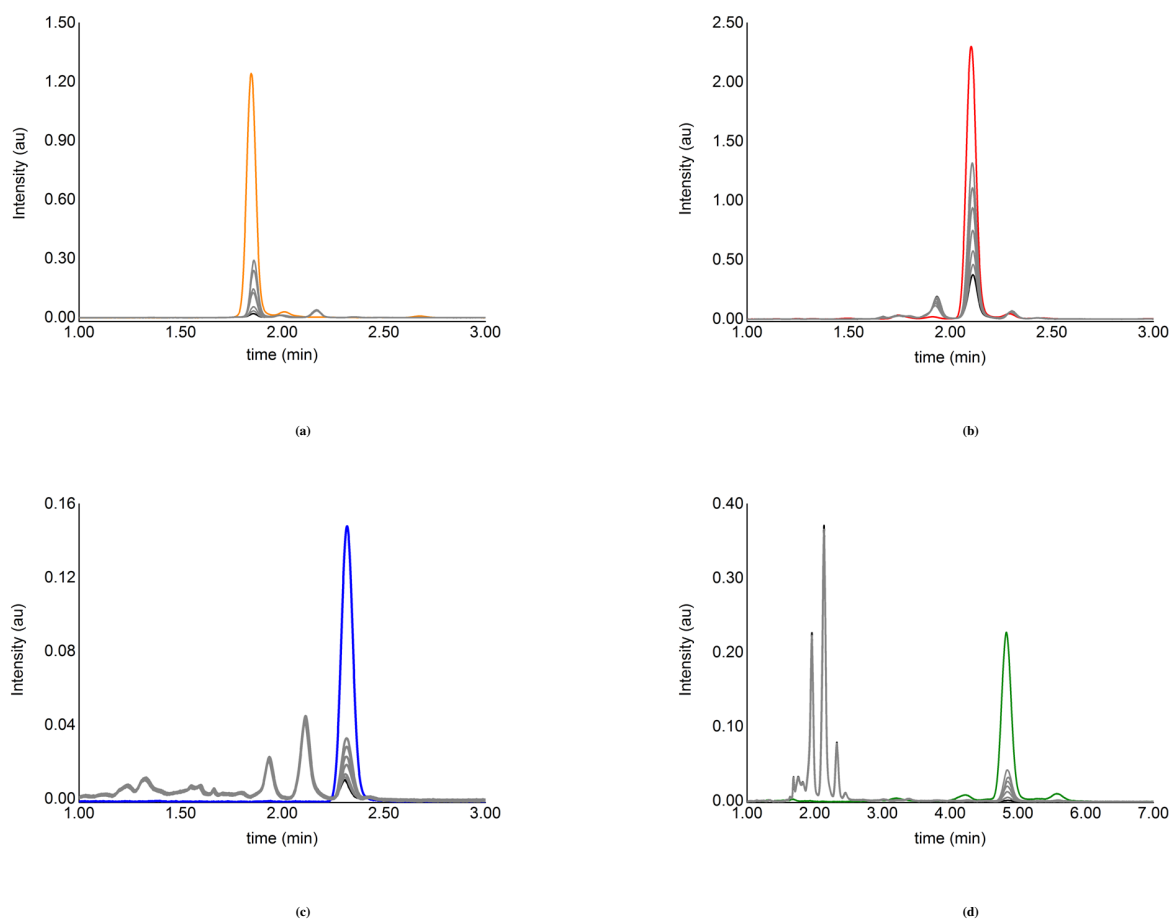 1.50
1.20
0.90
0.60
0.30
0.00
Intensity (au)
1.00 1.50 2.00 2.50 3.00
time (min)
(a)
2.50
2.00
1.50
1.00
0.50
0.00
Intensity (au)
1.00 1.50 2.00 2.50 3.00
time (min)
(b)
0.16
0.12
0.08
0.04
0.00
Intensity (au)
1.00 1.50 2.00 2.50 3.00
time (min)
(c)
0.40
0.30
0.20
0.10
0.00
Intensity (au)
1.00 2.00 3.00 4.00 5.00 6.00 7.00
time (min)
(d)